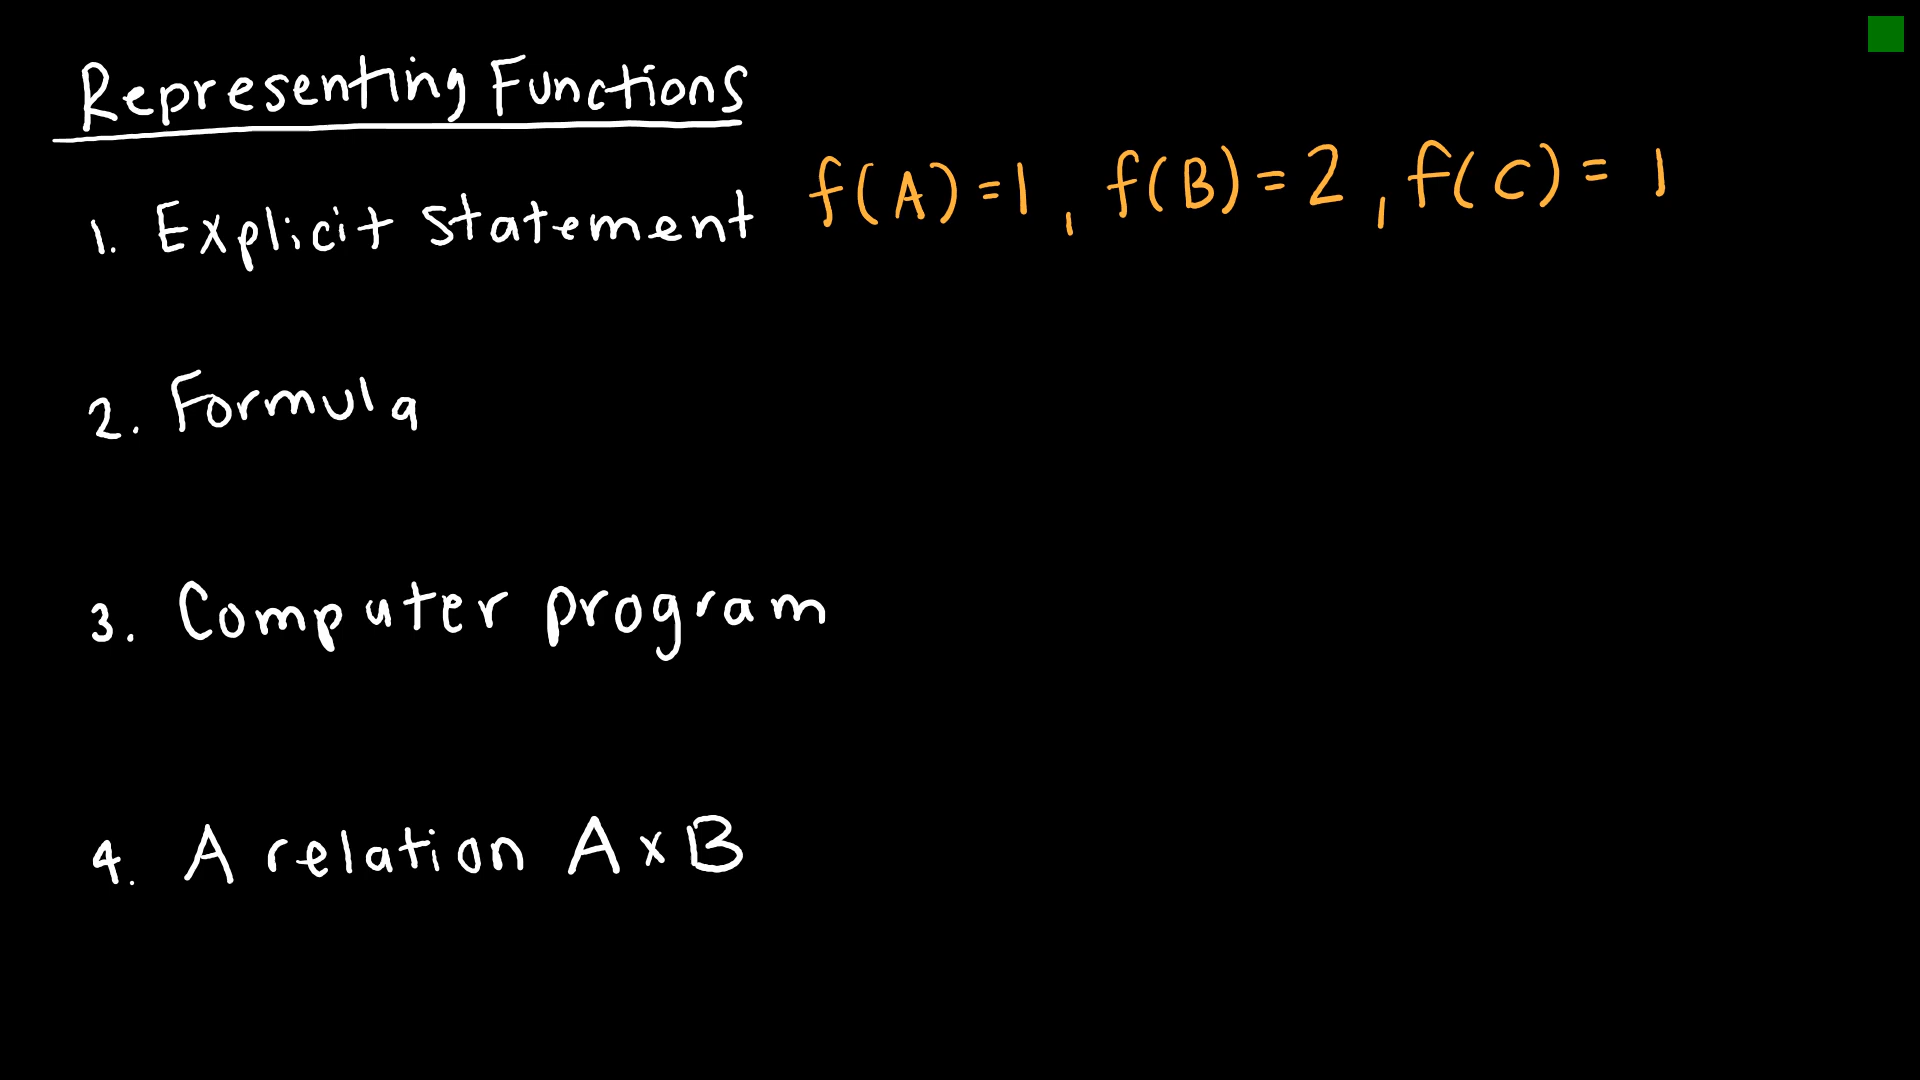 Representing Functions
1. Explicit statement f(A)=1, f(B)=2, f(C)=1
2. Formula
3. Computer program
4. A relation A×B